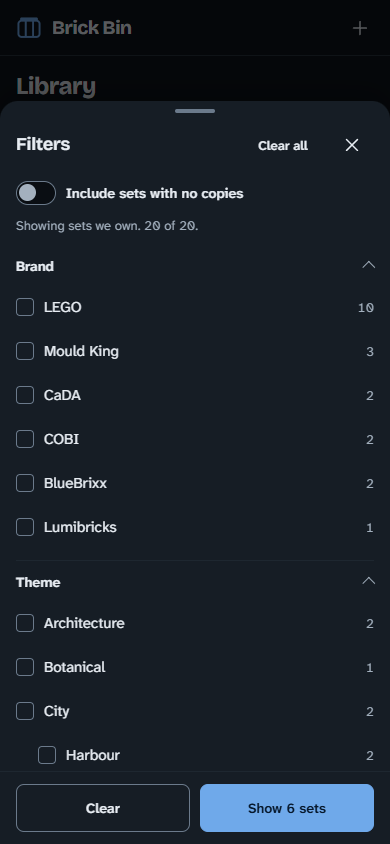 Brick Bin
Library
Filters
Clear all
Include sets with no copies
Showing sets we own. 20 of 20.
Brand
LEGO 10
Mould King 3
CaDA 2
COBI 2
BlueBrixx 2
Lumibricks 1
Theme
Architecture 2
Botanical 1
City 2
Harbour 2
Clear
Show 6 sets